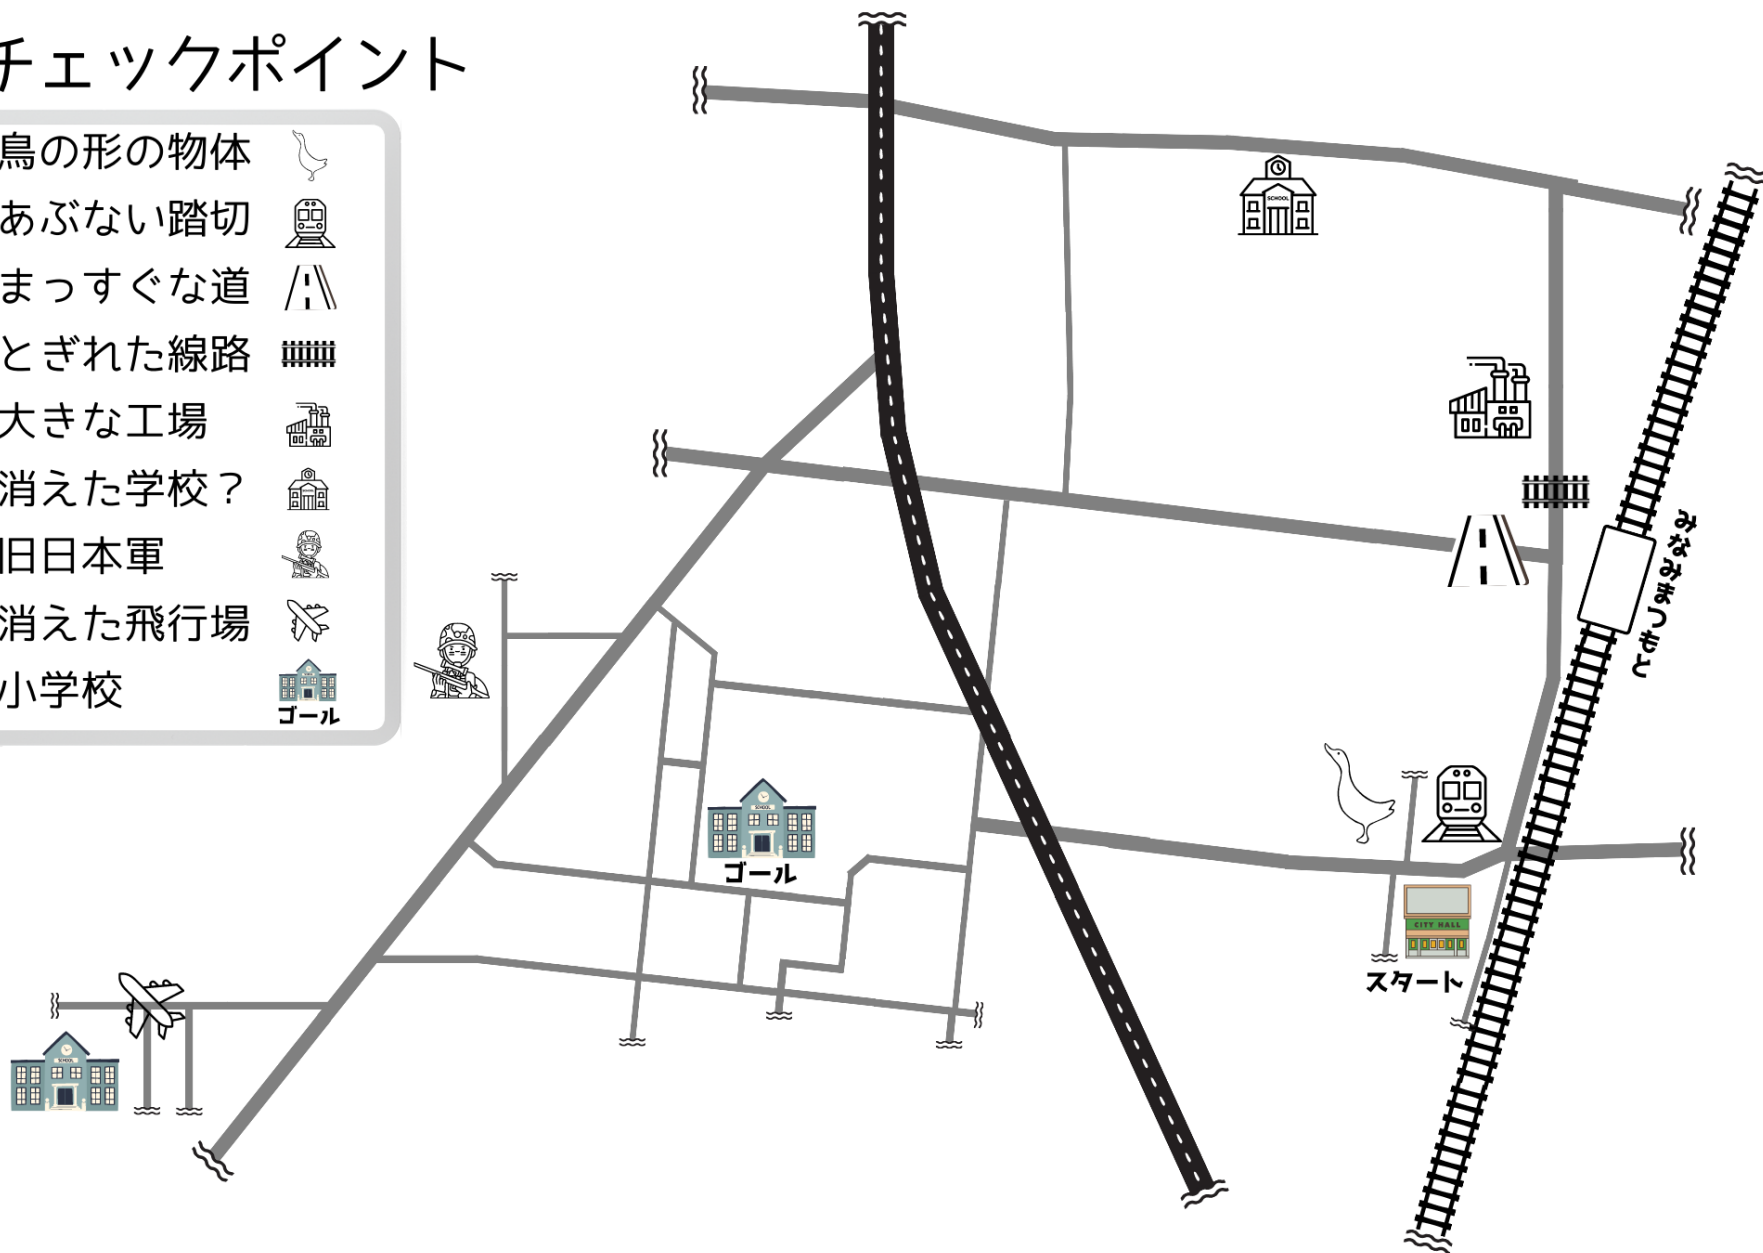 チェックポイント
鳥の形の物体
あぶない踏切
まっすぐな道
とぎれた線路
大きな工場
消えた学校？
旧日本軍
消えた飛行場
小学校
ゴール
SCHOOL
みなみまつもと
SCHOOL
ゴール
CITY HALL
スタート
SCHOOL